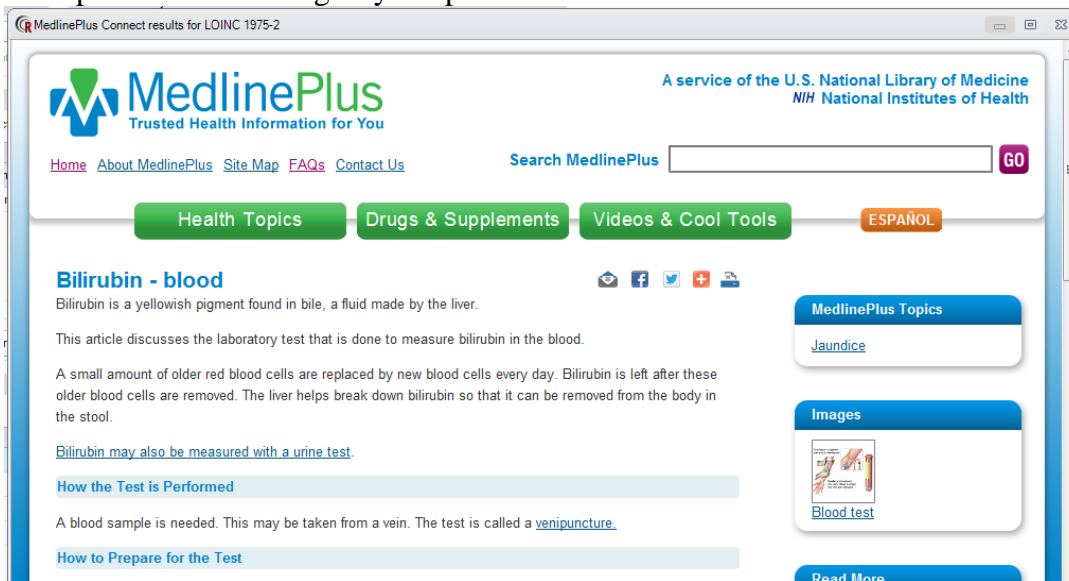 MedlinePlus Connect results for LOINC 1975-2
MedlinePlus
Trusted Health Information for You
A service of the U.S. National Library of Medicine
NIH National Institutes of Health
Home About MedlinePlus Site Map FAQs Contact Us
Search MedlinePlus GO
Health Topics Drugs & Supplements Videos & Cool Tools ESPAÑOL
Bilirubin - blood
Bilirubin is a yellowish pigment found in bile, a fluid made by the liver.
This article discusses the laboratory test that is done to measure bilirubin in the blood.
A small amount of older red blood cells are replaced by new blood cells every day. Bilirubin is left after these
older blood cells are removed. The liver helps break down bilirubin so that it can be removed from the body in
the stool.
Bilirubin may also be measured with a urine test.
How the Test is Performed
A blood sample is needed. This may be taken from a vein. The test is called a venipuncture.
How to Prepare for the Test
MedlinePlus Topics
Jaundice
Images
Blood test
Read More